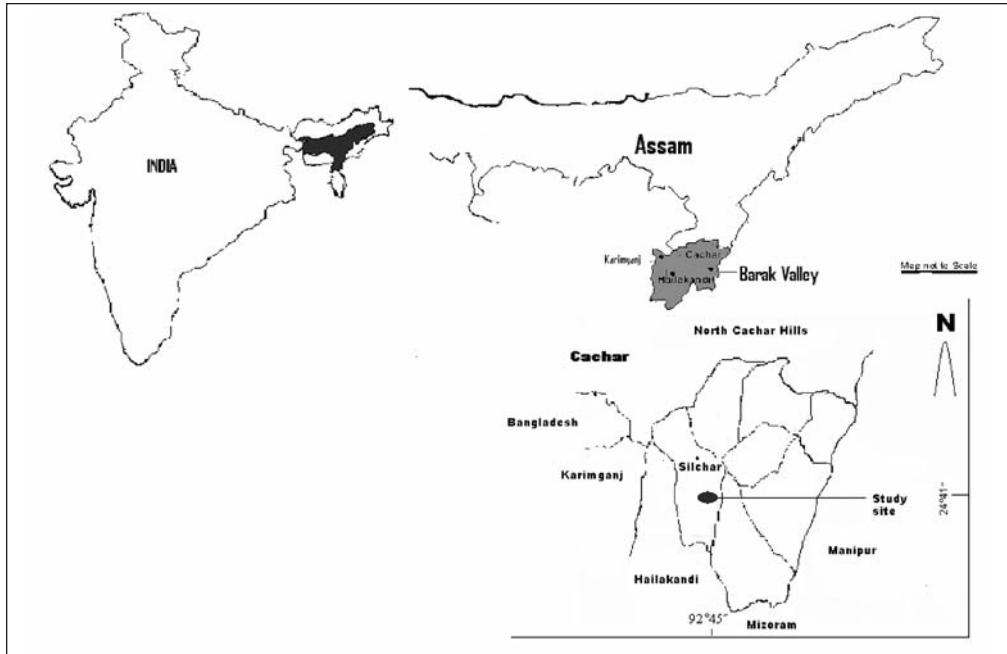 INDIA
Assam
Karimganj
Cachar
Hailakandi
Barak Valley
Map not to Scale
North Cachar Hills
N
Cachar
Bangladesh
Karimganj
Silchar
Study
site
24°41'
Manipur
Hailakandi
92°45"
Mizoram